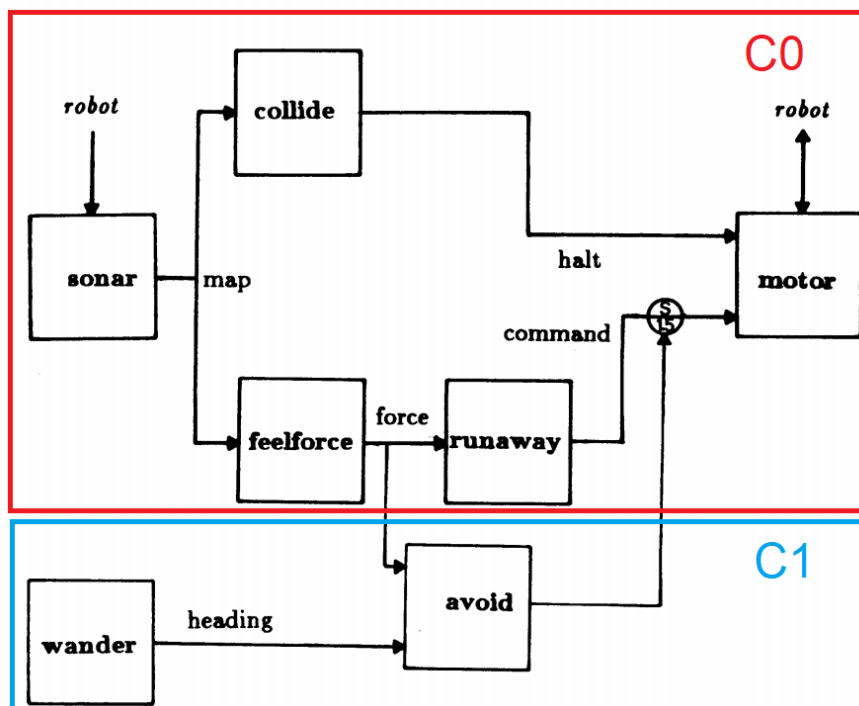 C0
robot
collide
robot
sonar
map
halt
motor
command
S
15
feelforce
force
runaway
C1
wander
heading
avoid